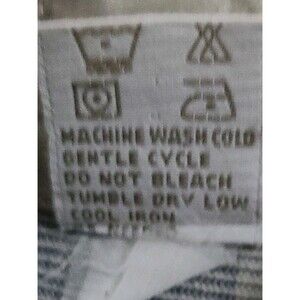 MACHINE WASH COLD
GENTLE CYCLE
DO NOT BLEACH
TUMBLE DRY LOW
COOL IRON